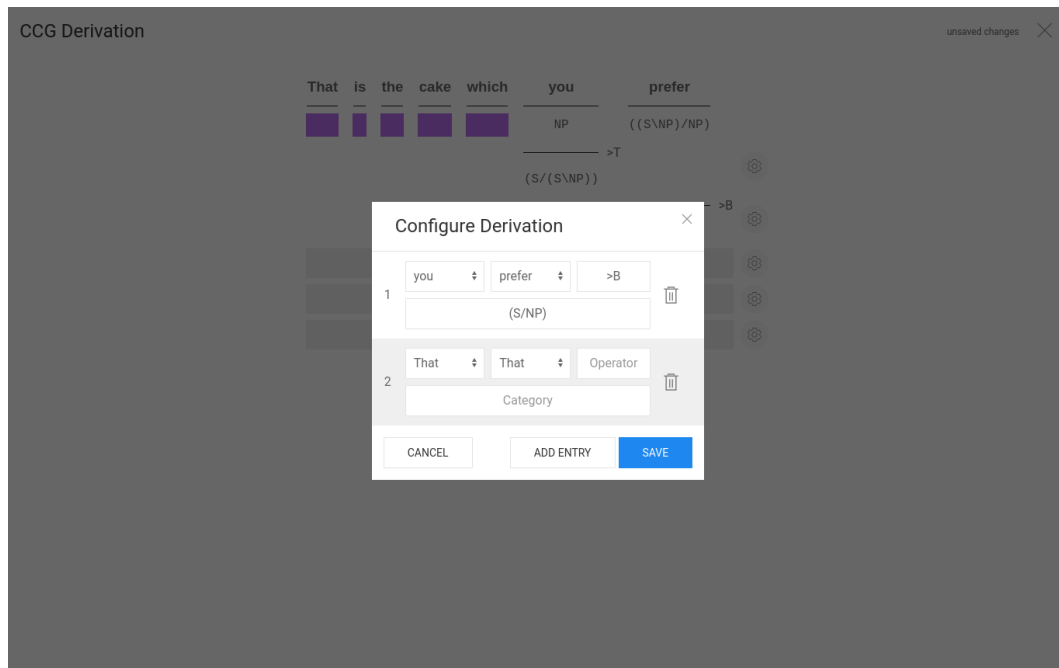 CCG Derivation
unsaved changes
That is the cake which you prefer
NP ((S\NP)/NP)
>T
(S/(S\NP))
>B
Configure Derivation
1
you prefer >B
(S/NP)
2
That That Operator
Category
CANCEL ADD ENTRY SAVE